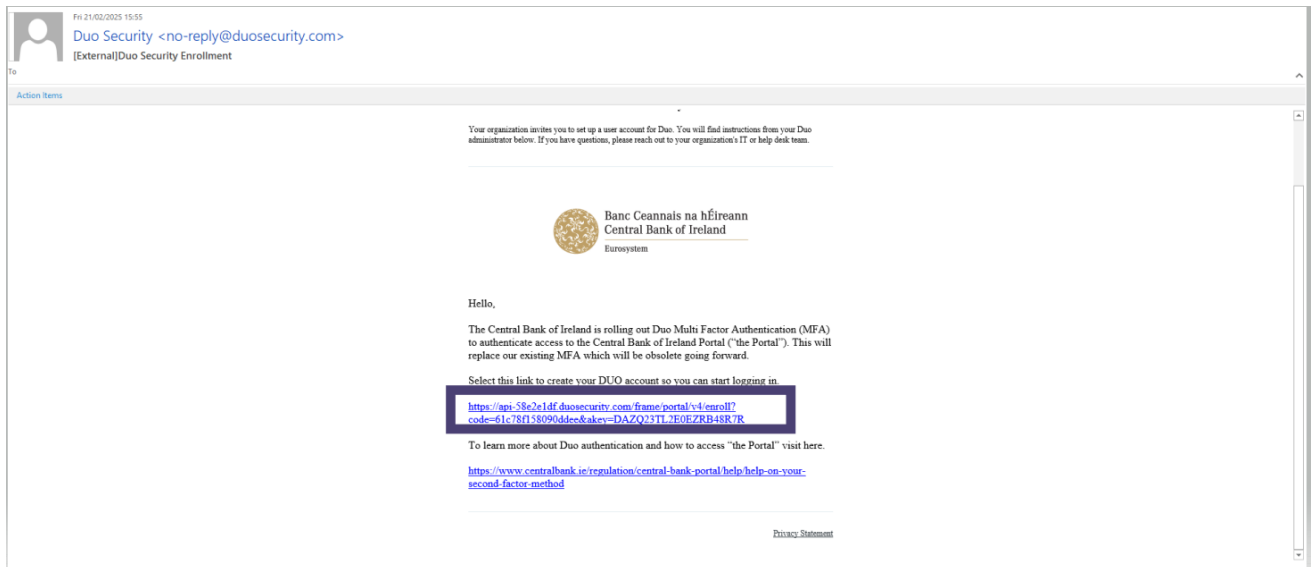 Fri 21/02/2025 15:55
Duo Security <no-reply@duosecurity.com>
[External]Duo Security Enrollment
To
Action Items
Your organization invites you to set up a user account for Duo. You will find instructions from your Duo
administrator below. If you have questions, please reach out to your organization's IT or help desk team.
Banc Ceannais na hÉireann
Central Bank of Ireland
Eurosystem
Hello,
The Central Bank of Ireland is rolling out Duo Multi Factor Authentication (MFA)
to authenticate access to the Central Bank of Ireland Portal ("the Portal"). This will
replace our existing MFA which will be obsolete going forward.
Select this link to create your DUO account so you can start logging in.
https://api-58e2e1df.duosecurity.com/frame/portal/v4/enroll?
code=61c78f158090ddee&akey=DAZQ23TL2E0EZRB48R7R
To learn more about Duo authentication and how to access "the Portal" visit here.
https://www.centralbank.ie/regulation/central-bank-portal/help/help-on-your-
second-factor-method
Privacy Statement